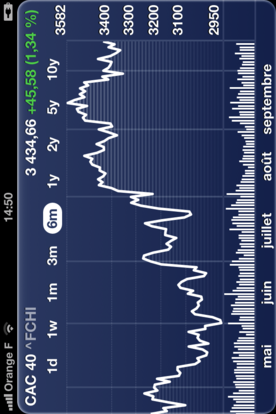 Orange F 14:50
CAC 40 ^FCHI 3 434,66 +45,58 (1,34 %)
1d 1w 1m 3m 6m 1y 2y 5y 10y
3582
3400
3300
3200
3100
2950
mai juin juillet août septembre